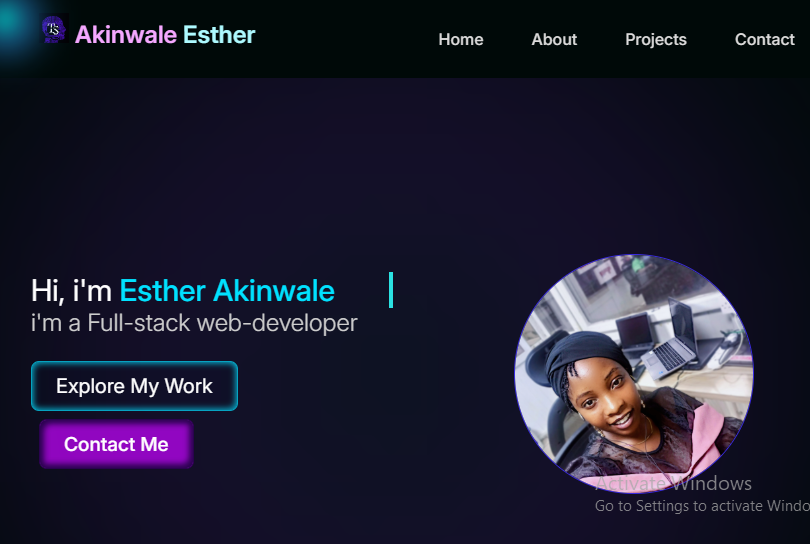 TS
Akinwale Esther
Home About Projects Contact
Hi, i'm Esther Akinwale
i'm a Full-stack web-developer
Explore My Work
Contact Me
Activate Windows
Go to Settings to activate Windo